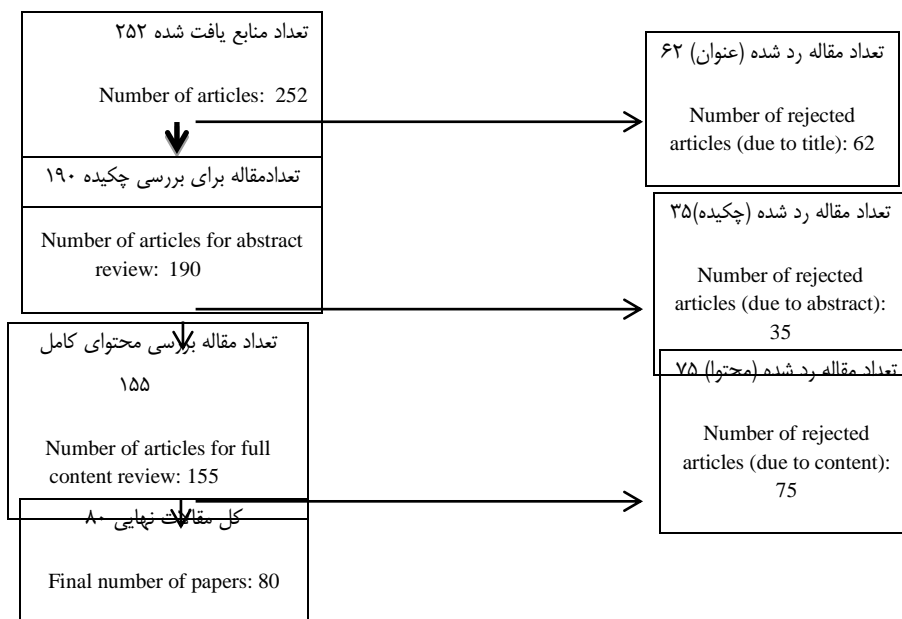 تعداد منابع یافت شده ۲۵۲
Number of articles: 252
تعداد مقاله رد شده (عنوان) ۶۲
Number of rejected
articles (due to title): 62
تعدادمقاله برای بررسی چکیده ۱۹۰
Number of articles for abstract
review: 190
تعداد مقاله رد شده (چکیده)۳۵
Number of rejected
articles (due to abstract):
35
تعداد مقاله بررسی محتوای کامل
۱۵۵
Number of articles for full
content review: 155
تعداد مقاله رد شده (محتوا) ۷۵
Number of rejected
articles (due to content):
75
کل مقالات نهایی ۸۰
Final number of papers: 80